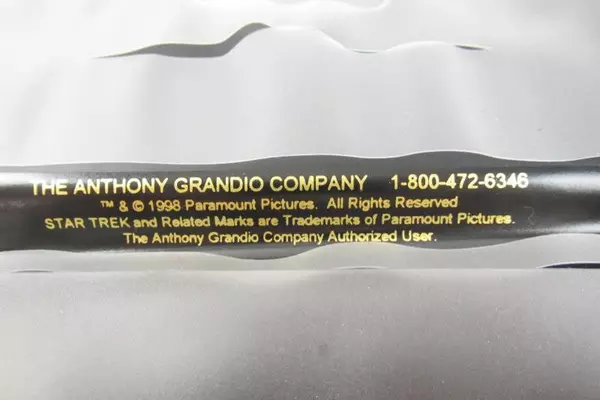 THE ANTHONY GRANDIO COMPANY 1-800-472-6346
™ & © 1998 Paramount Pictures. All Rights Reserved
STAR TREK and Related Marks are Trademarks of Paramount Pictures.
The Anthony Grandio Company Authorized User.